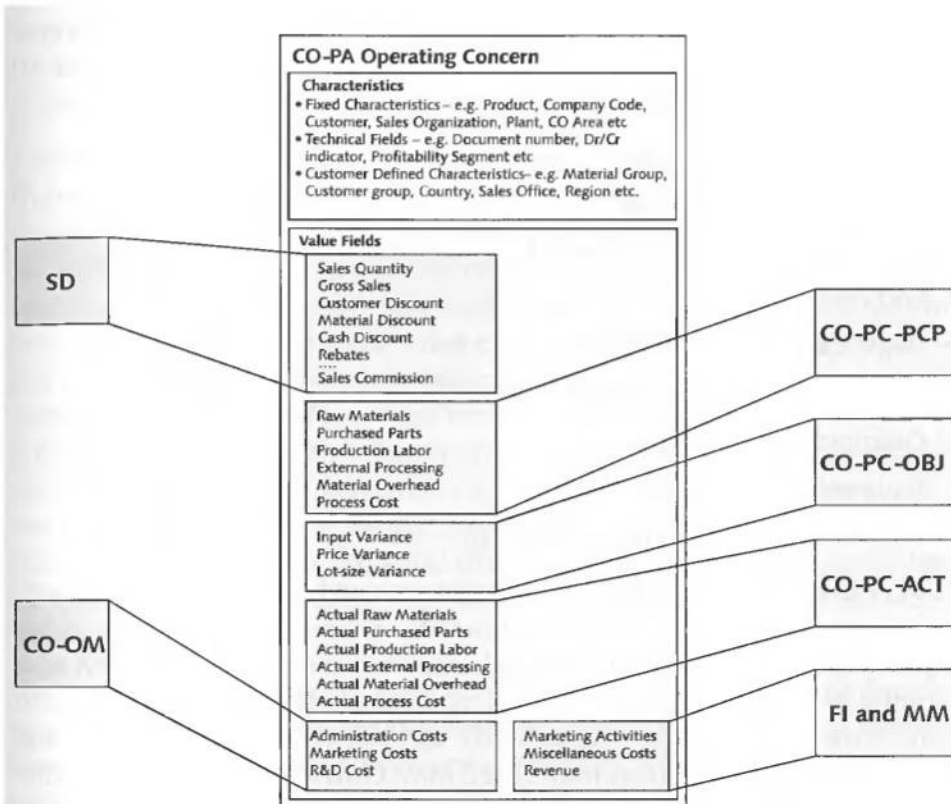 CO-PA Operating Concern
Characteristics
• Fixed Characteristics – e.g. Product, Company Code,
Customer, Sales Organization, Plant, CO Area etc
• Technical Fields – e.g. Document number, Dr/Cr
indicator, Profitability Segment etc
• Customer Defined Characteristics– e.g. Material Group,
Customer group, Country, Sales Office, Region etc.
Value Fields
SD
Sales Quantity
Gross Sales
Customer Discount
Material Discount
Cash Discount
Rebates
....
Sales Commission
CO-PC-PCP
Raw Materials
Purchased Parts
Production Labor
External Processing
Material Overhead
Process Cost
CO-PC-OBJ
Input Variance
Price Variance
Lot-size Variance
CO-PC-ACT
Actual Raw Materials
Actual Purchased Parts
Actual Production Labor
Actual External Processing
Actual Material Overhead
Actual Process Cost
CO-OM
Administration Costs
Marketing Costs
R&D Cost
Marketing Activities
Miscellaneous Costs
Revenue
FI and MM